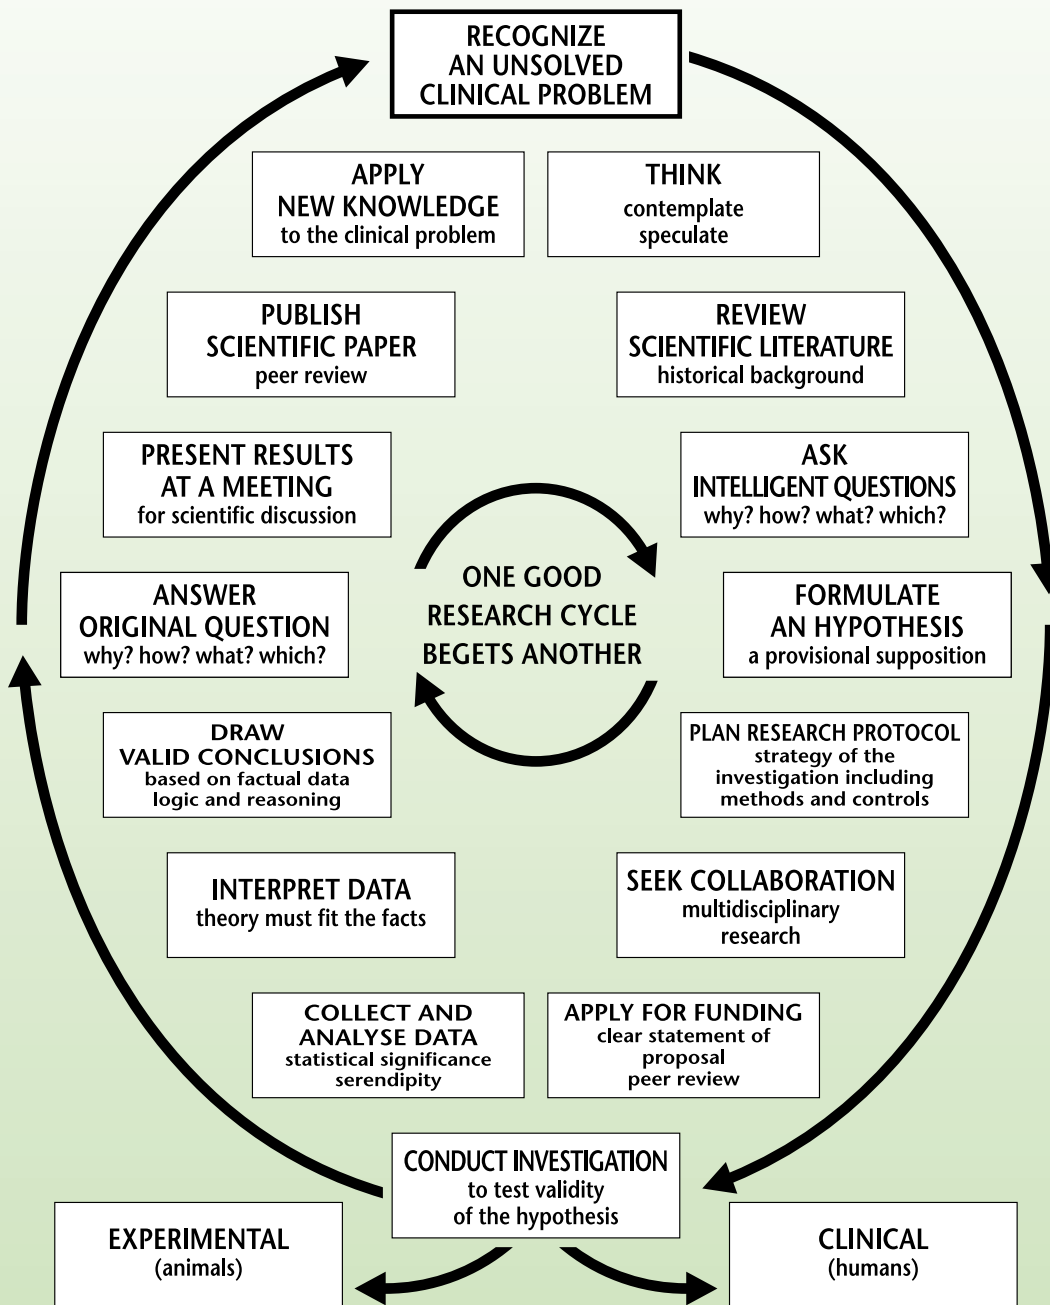 RECOGNIZE
AN UNSOLVED
CLINICAL PROBLEM
THINK
contemplate
speculate
REVIEW
SCIENTIFIC LITERATURE
historical background
ASK
INTELLIGENT QUESTIONS
why? how? what? which?
FORMULATE
AN HYPOTHESIS
a provisional supposition
PLAN RESEARCH PROTOCOL
strategy of the
investigation including
methods and controls
SEEK COLLABORATION
multidisciplinary
research
APPLY FOR FUNDING
clear statement of
proposal
peer review
CONDUCT INVESTIGATION
to test validity
of the hypothesis
EXPERIMENTAL
(animals)
CLINICAL
(humans)
COLLECT AND
ANALYSE DATA
statistical significance
serendipity
INTERPRET DATA
theory must fit the facts
DRAW
VALID CONCLUSIONS
based on factual data
logic and reasoning
ANSWER
ORIGINAL QUESTION
why? how? what? which?
PRESENT RESULTS
AT A MEETING
for scientific discussion
PUBLISH
SCIENTIFIC PAPER
peer review
APPLY
NEW KNOWLEDGE
to the clinical problem
ONE GOOD
RESEARCH CYCLE
BEGETS ANOTHER